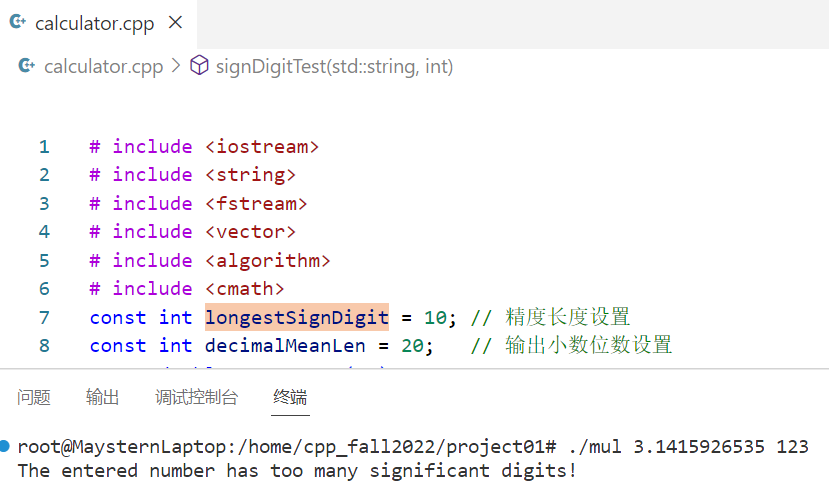 calculator.cpp ×
calculator.cpp > signDigitTest(std::string, int)
1 # include <iostream>
2 # include <string>
3 # include <fstream>
4 # include <vector>
5 # include <algorithm>
6 # include <cmath>
7 const int longestSignDigit = 10; // 精度长度设置
8 const int decimalMeanLen = 20; // 输出小数位数设置
问题 输出 调试控制台 终端
root@MaysternLaptop:/home/cpp_fall2022/project01# ./mul 3.1415926535 123
The entered number has too many significant digits!